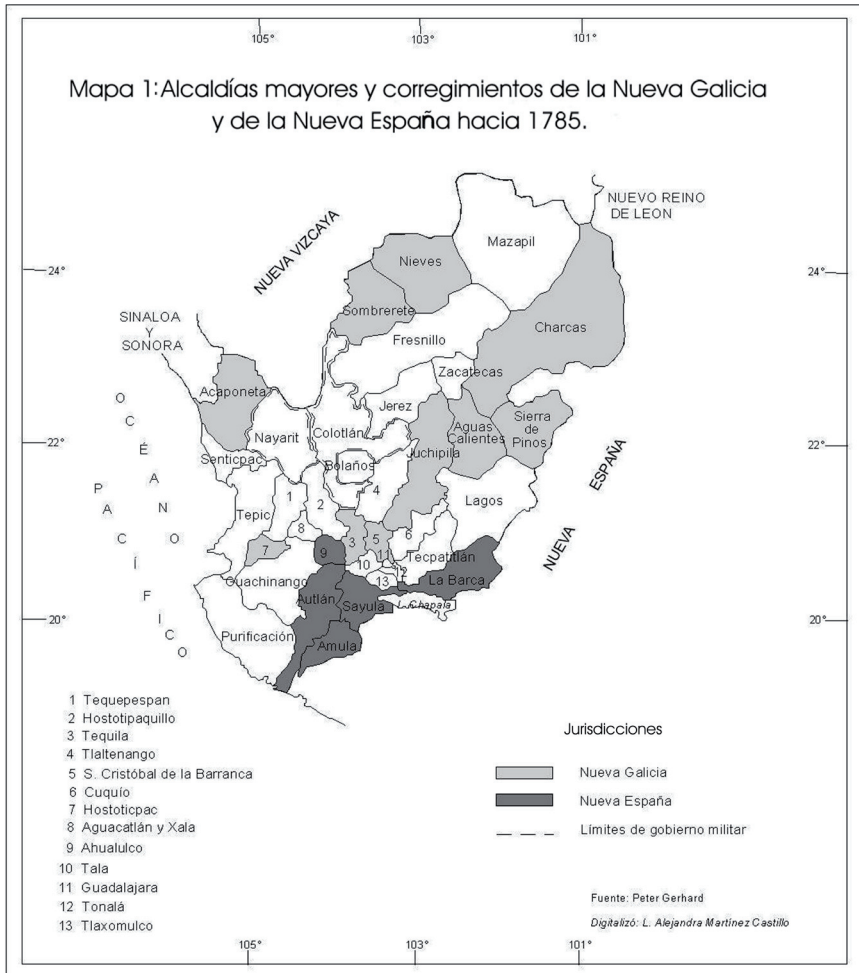 105°
103°
101°
Mapa 1:Alcaldías mayores y corregimientos de la Nueva Galicia
y de la Nueva España hacia 1785.
NUEVO REINO
DE LEON
NUEVA VIZCAYA
Mazapil
24°
Nieves
24°
Sombrerete
SINALOA
Y
SONORA
Charcas
Fresnillo
Zacatecas
Acaponeta
Jerez
Sierra
de
Pinos
Aguas
Calientes
22°
Nayarit
Colotlán
22°
Juchipila
Senticpac
Bolaños
ESPAÑA
OCÉANO
PACÍFICO
1
2
4
Lagos
Tepic
8
6
NUEVA
3
5
7
9
11
Tecpatitlán
10
12
13
La Barca
Guachinango
Autlán
Sayula
L. Chapala
20°
20°
Purificación
Amula
1 Tequepespan
2 Hostotipaquillo
3 Tequila
4 Tlaltenango
5 S. Cristóbal de la Barranca
6 Cuquío
7 Hostoticpac
8 Aguacatlán y Xala
9 Ahualulco
10 Tala
11 Guadalajara
12 Tonalá
13 Tlaxomulco
Jurisdicciones
Nueva Galicia
Nueva España
Límites de gobierno militar
Fuente: Peter Gerhard
Digitalizó: L. Alejandra Martínez Castillo
105°
103°
101°